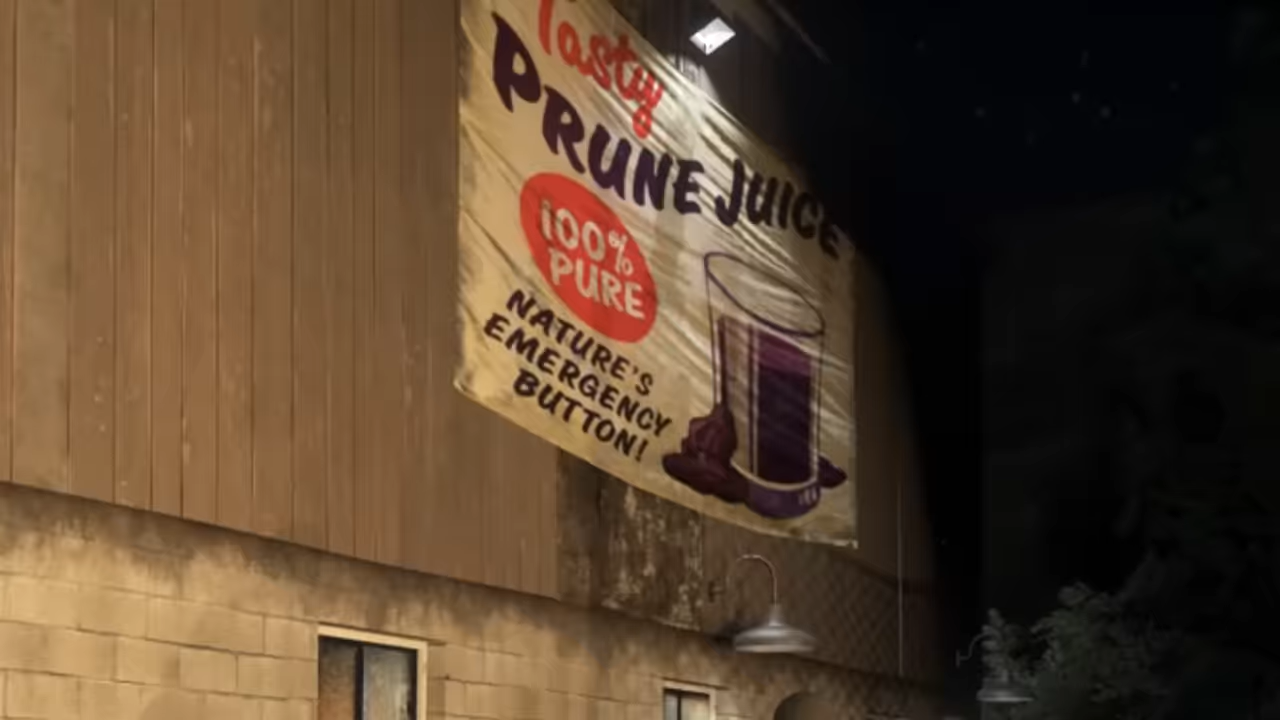 Tasty
PRUNE JUICE
100%
PURE
NATURE'S
EMERGENCY
BUTTON!